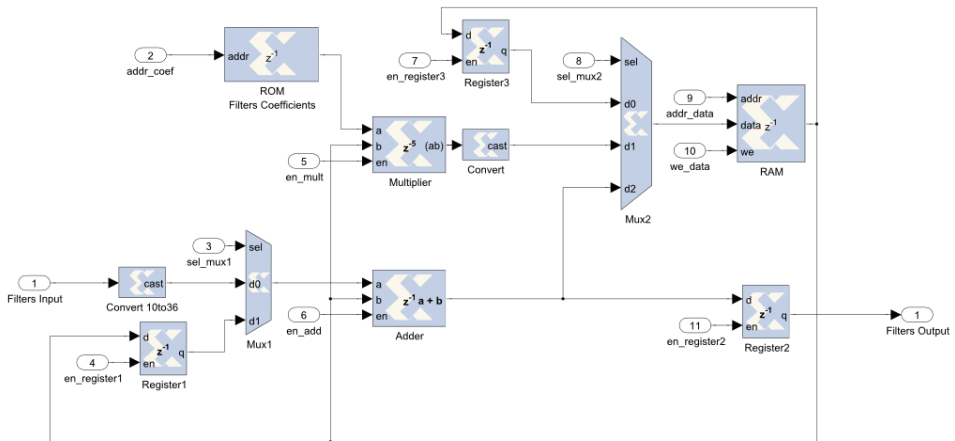 2
addr_coef
addr
z⁻¹
ROM
Filters Coefficients
d
z⁻¹
q
en
Register3
7
en_register3
8
sel_mux2
sel
d0
d1
d2
Mux2
9
addr_data
10
we_data
addr
data
z⁻¹
we
RAM
a
b
z⁻⁵
(ab)
en
Multiplier
5
en_mult
cast
Convert
3
sel_mux1
sel
d0
d1
Mux1
1
Filters Input
cast
Convert 10to36
d
z⁻¹
q
en
Register1
4
en_register1
a
b
z⁻¹ a + b
en
Adder
6
en_add
d
z⁻¹
q
en
Register2
11
en_register2
1
Filters Output